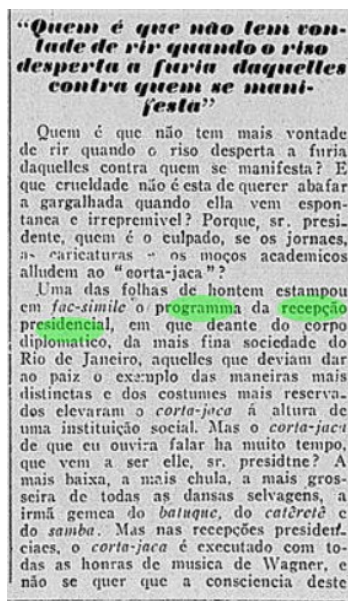 “Quem é que não tem von-
tade de rir quando o riso
desperta a furia daquelles
contra quem se mani-
festa”
Quem é que não tem mais vontade
de rir quando o riso desperta a furia
daquelles contra quem se manifesta? E
que crueldade não é esta de querer abafar
a gargalhada quando ella vem espon-
tanea e irrepremivel? Porque, sr. presi-
dente, quem é o culpado, se os jornaes,
as caricaturas e os moços academicos
alludem ao “corta-jaca”?
Uma das folhas de hontem estampou
em fac-simile o programma da recepção
presidencial, em que deante do corpo
diplomatico, da mais fina sociedade do
Rio de Janeiro, aquelles que deviam dar
ao paiz o exemplo das maneiras mais
distinctas e dos costumes mais reserva-
dos elevaram o corta-jaca á altura de
uma instituição social. Mas o corta-jaca
de que eu ouvira falar ha muito tempo,
que vem a ser elle, sr. presidtne? A
mais baixa, a mais chula, a mais gros-
seira de todas as dansas selvagens, a
irmã gemea do batuque, do catêretê e
do samba. Mas nas recepções presiden-
ciaes, o corta-jaca é executado com to-
das as honras de musica de Wagner, e
não se quer que a consciencia deste